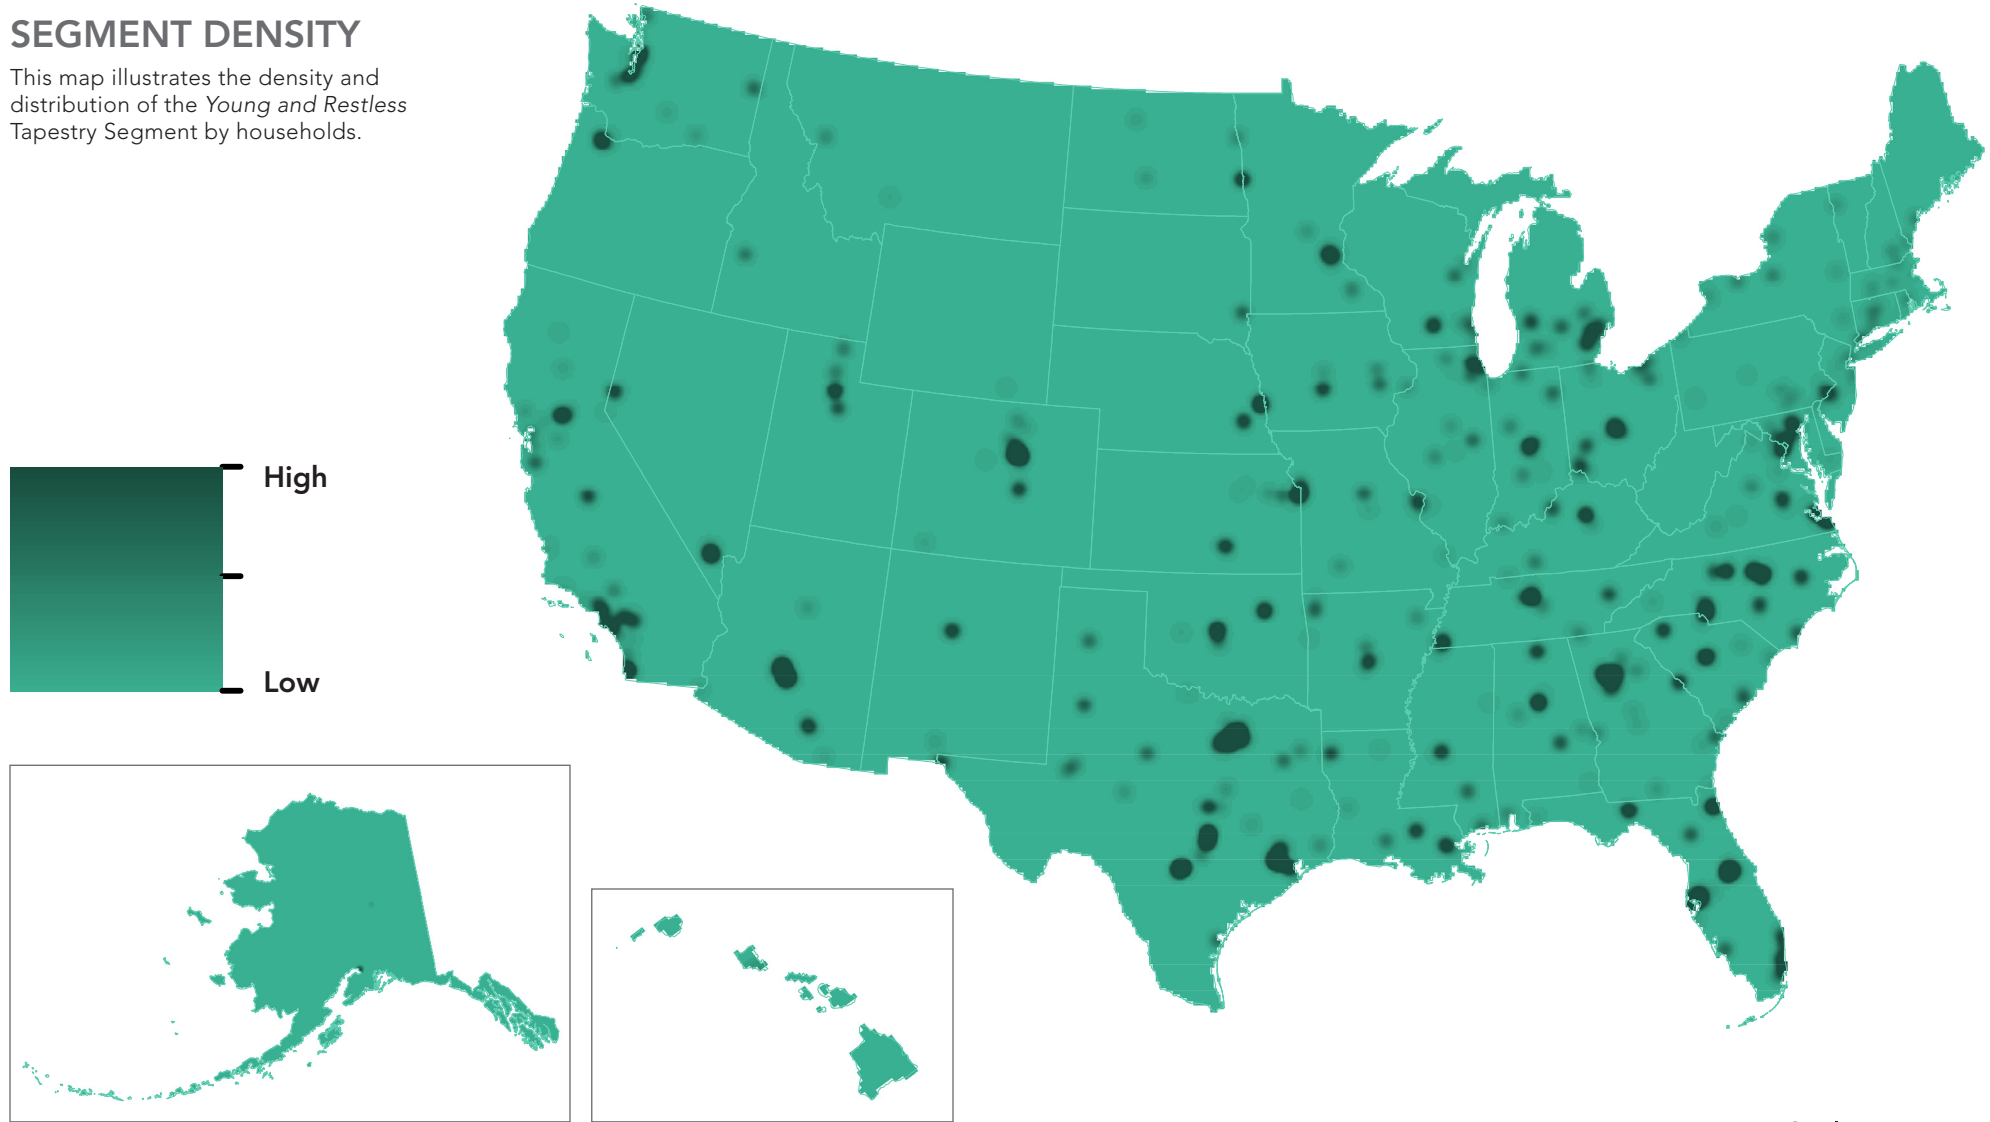 SEGMENT DENSITY
This map illustrates the density and
distribution of the Young and Restless
Tapestry Segment by households.
High
Low